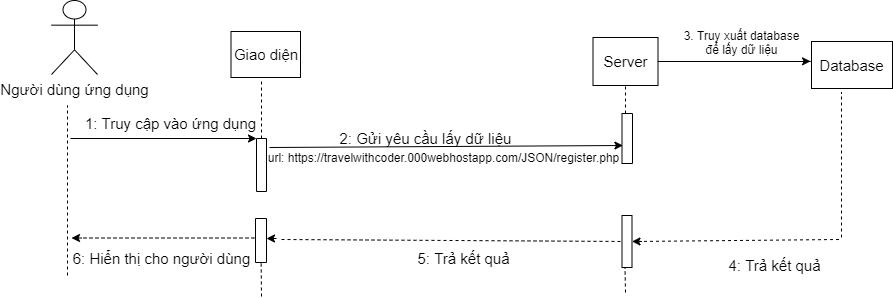 3. Truy xuất database
để lấy dữ liệu
Giao diện
Server
Database
Người dùng ứng dụng
1: Truy cập vào ứng dụng
2: Gửi yêu cầu lấy dữ liệu
url: https://travelwithcoder.000webhostapp.com/JSON/register.php
6: Hiển thị cho người dùng
5: Trả kết quả
4: Trả kết quả